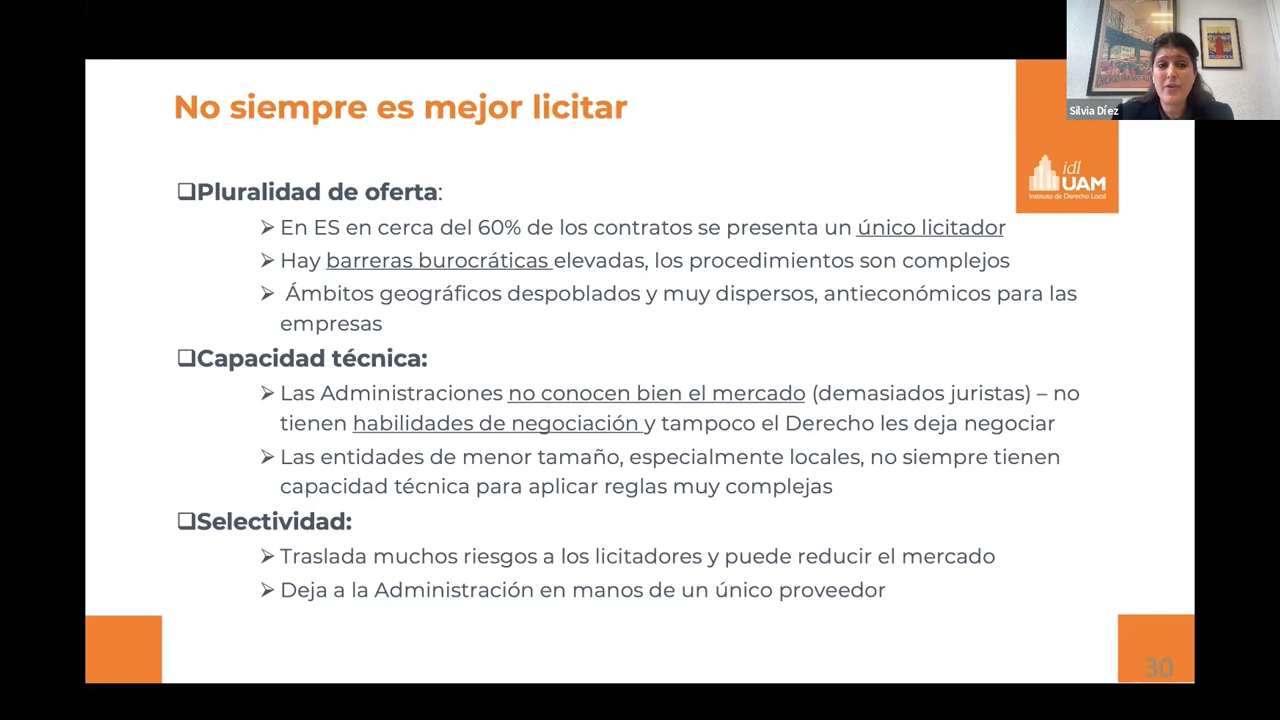 No siempre es mejor licitar
Silvia Díez
idl
UAM
Instituto de Derecho Local
❑Pluralidad de oferta:
➢ En ES en cerca del 60% de los contratos se presenta un único licitador
➢ Hay barreras burocráticas elevadas, los procedimientos son complejos
➢ Ámbitos geográficos despoblados y muy dispersos, antieconómicos para las
empresas
❑Capacidad técnica:
➢ Las Administraciones no conocen bien el mercado (demasiados juristas) – no
tienen habilidades de negociación y tampoco el Derecho les deja negociar
➢ Las entidades de menor tamaño, especialmente locales, no siempre tienen
capacidad técnica para aplicar reglas muy complejas
❑Selectividad:
➢ Traslada muchos riesgos a los licitadores y puede reducir el mercado
➢ Deja a la Administración en manos de un único proveedor
30